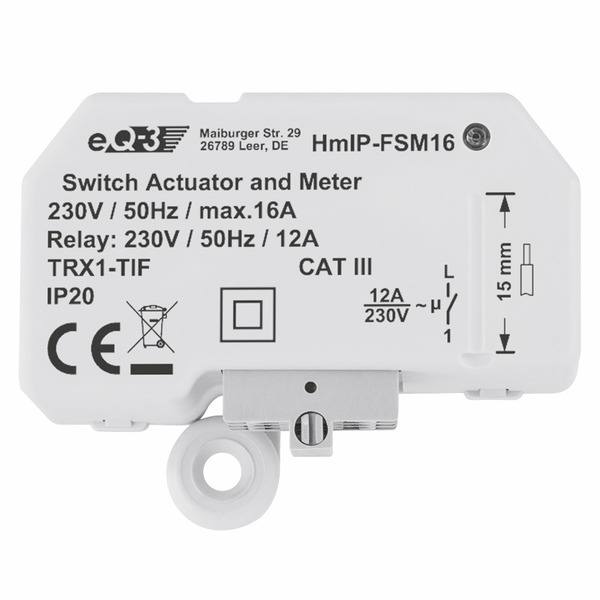 eQ-3 Maiburger Str. 29
26789 Leer, DE
HmIP-FSM16
Switch Actuator and Meter
230V / 50Hz / max.16A
Relay: 230V / 50Hz / 12A
TRX1-TIF CAT III
IP20
CE
12A
230V ~ µ
L
1
15 mm